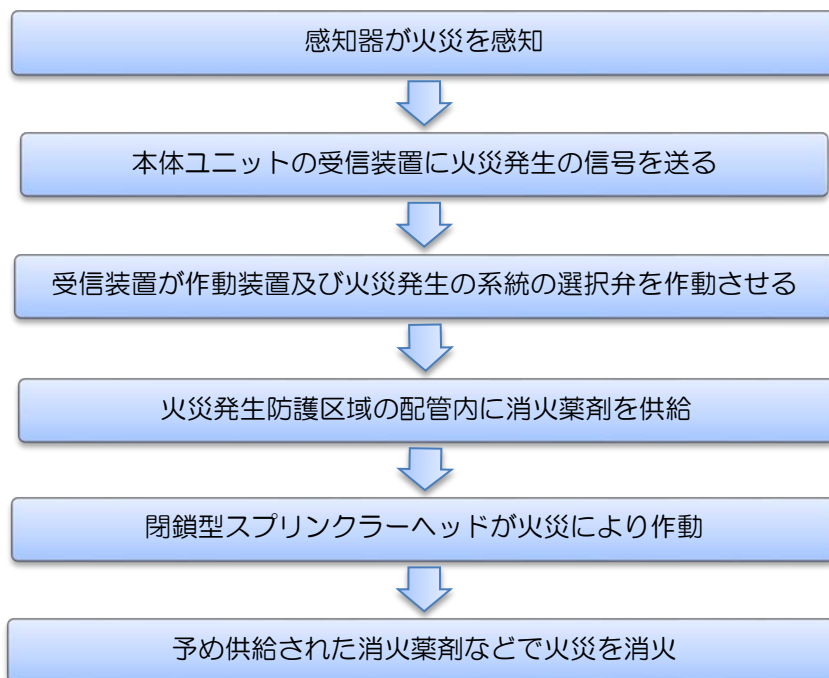 感知器が火災を感知
本体ユニットの受信装置に火災発生の信号を送る
受信装置が作動装置及び火災発生の系統の選択弁を作動させる
火災発生防護区域の配管内に消火薬剤を供給
閉鎖型スプリンクラーヘッドが火災により作動
予め供給された消火薬剤などで火災を消火